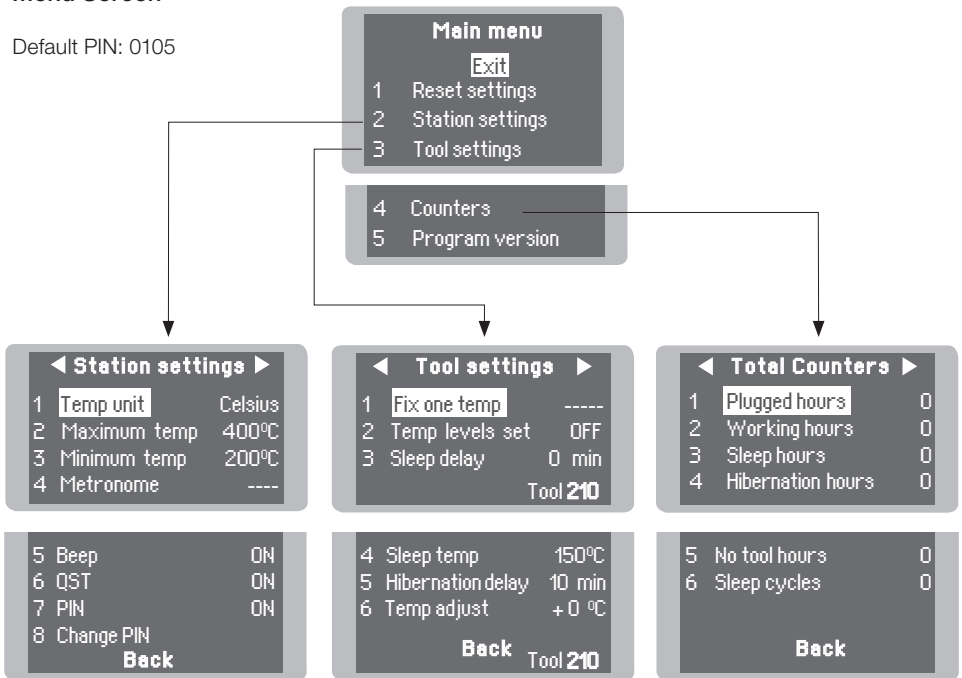 Default PIN: 0105
Main menu
Exit
1 Reset settings
2 Station settings
3 Tool settings
4 Counters
5 Program version
◀ Station settings ▶
1 Temp unit Celsius
2 Maximum temp 400ºC
3 Minimum temp 200ºC
4 Metronome ----
5 Beep ON
6 QST ON
7 PIN ON
8 Change PIN
Back
◀ Tool settings ▶
1 Fix one temp -----
2 Temp levels set OFF
3 Sleep delay 0 min
Tool 210
4 Sleep temp 150ºC
5 Hibernation delay 10 min
6 Temp adjust +0 ºC
Back
Tool 210
◀ Total Counters ▶
1 Plugged hours 0
2 Working hours 0
3 Sleep hours 0
4 Hibernation hours 0
5 No tool hours 0
6 Sleep cycles 0
Back